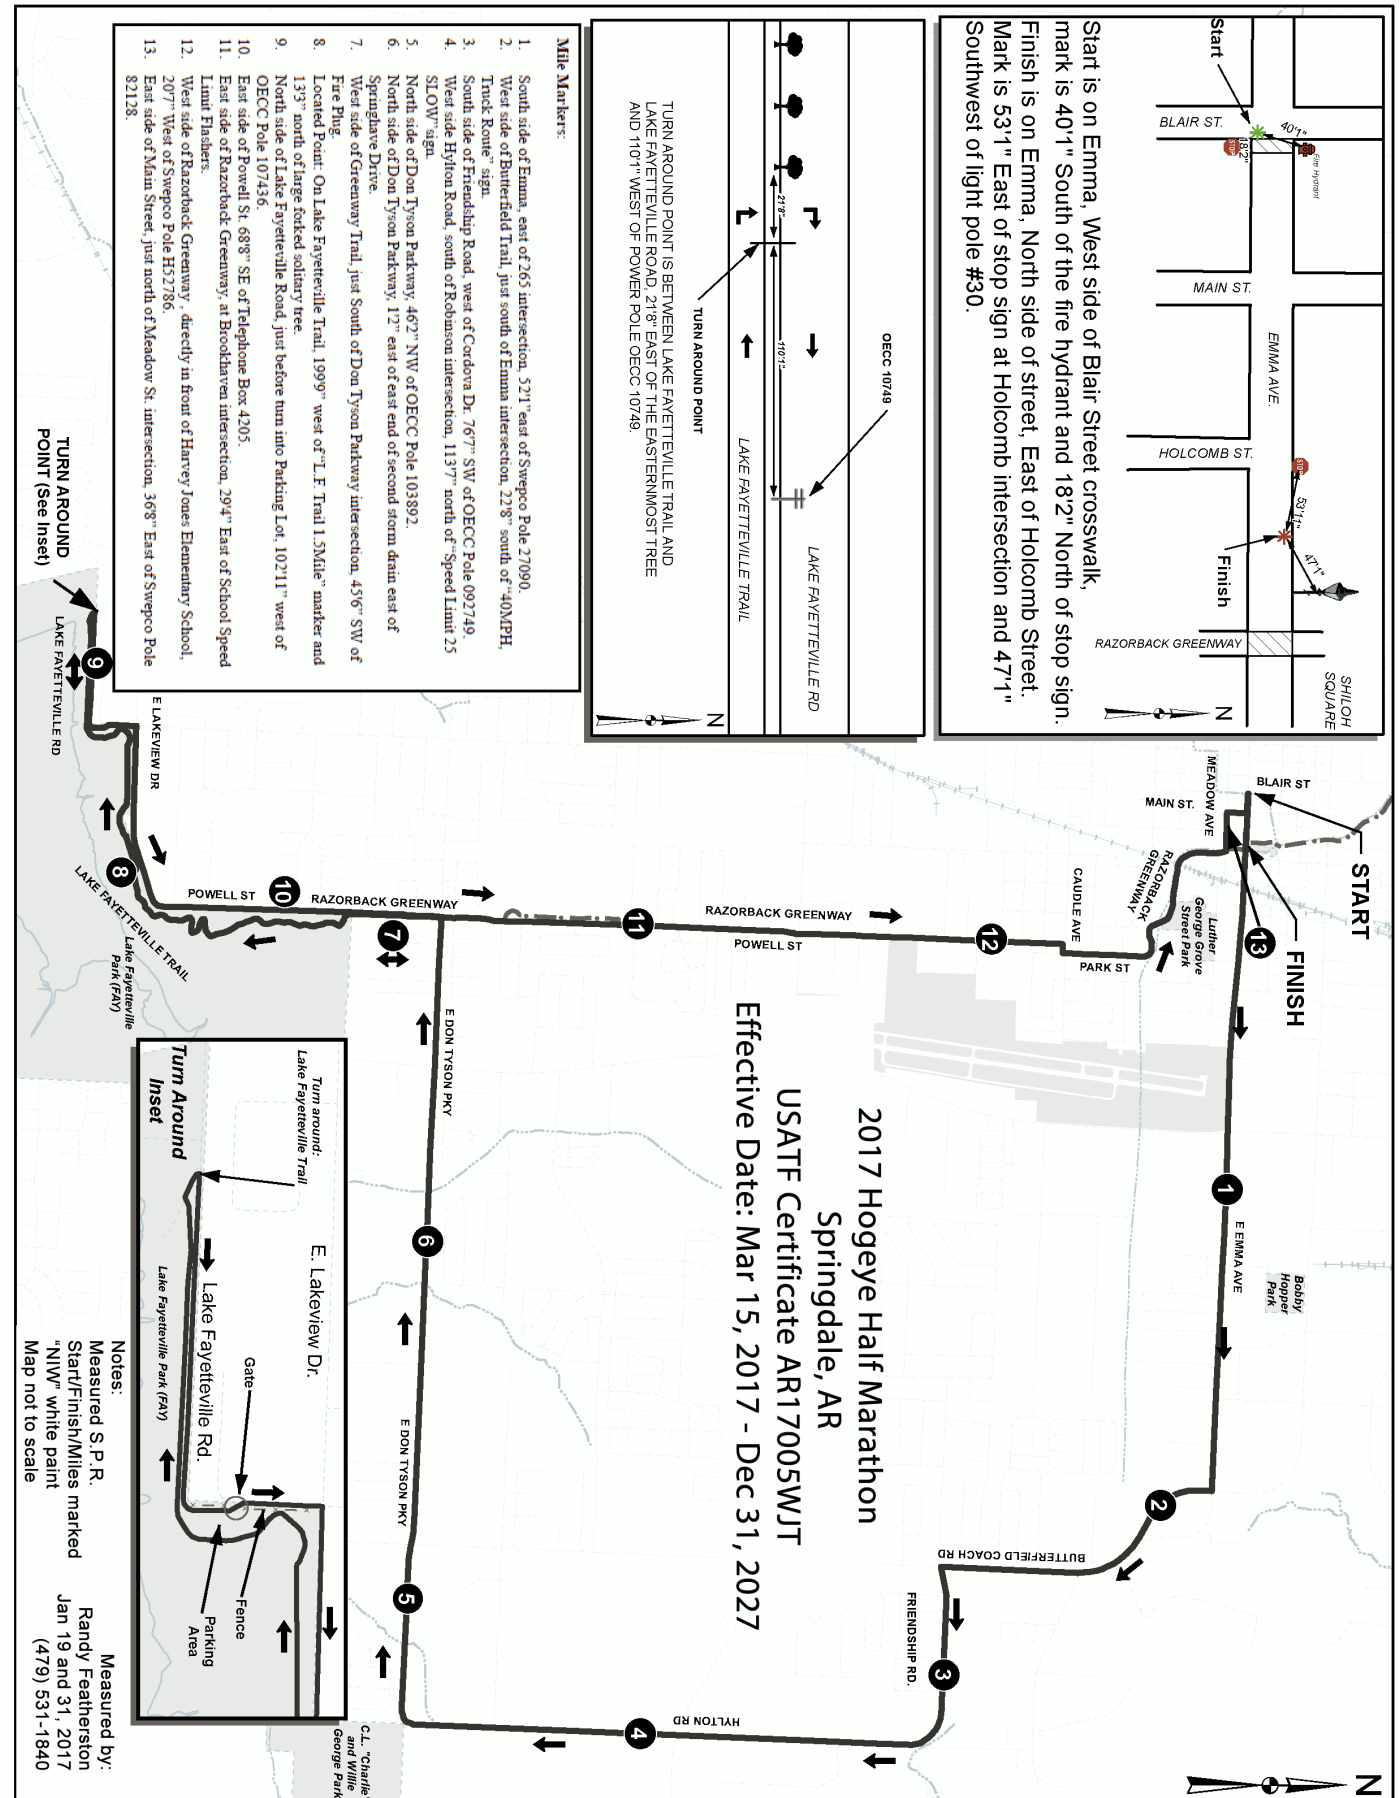 Start
BLAIR ST.
40'1"
Fire Hydrant
STOP
18'2"
MAIN ST.
EMMA AVE.
HOLCOMB ST.
STOP
53'11"
47'1"
Finish
RAZORBACK GREENWAY
SHILOH
SQUARE
N
Start is on Emma, West side of Blair Street crosswalk,
mark is 40'1" South of the fire hydrant and 18'2" North of stop sign.
Finish is on Emma, North side of street, East of Holcomb Street.
Mark is 53'1" East of stop sign at Holcomb intersection and 47'1"
Southwest of light pole #30.
OECC 10749
LAKE FAYETTEVILLE RD
21'8"
110'1"
LAKE FAYETTEVILLE TRAIL
TURN AROUND POINT
N
TURN AROUND POINT IS BETWEEN LAKE FAYETTEVILLE TRAIL AND
LAKE FAYETTEVILLE ROAD, 21'8" EAST OF THE EASTERNMOST TREE
AND 110'1" WEST OF POWER POLE OECC 10749.
Mile Markers:
1. South side of Emma, east of 265 intersection, 52'1"east of Swepco Pole 27090.
2. West side of Butterfield Trail, just south of Emma intersection, 22'8" south of "40MPH,
Truck Route" sign.
3. South side of Friendship Road, west of Cordova Dr. 76'7" SW of OECC Pole 092749.
4. West side Hylton Road, south of Robinson intersection, 113'7" north of "Speed Limit 25
SLOW" sign.
5. North side of Don Tyson Parkway, 46'2" NW of OECC Pole 103892.
6. North side of Don Tyson Parkway, 1'2" east of east end of second storm drain east of
Springhave Drive.
7. West side of Greenway Trail, just South of Don Tyson Parkway intersection, 45'6" SW of
Fire Plug.
8. Located Point: On Lake Fayetteville Trail, 199'9" west of "L.F. Trail 1.5Mile" marker and
13'3" north of large forked solitary tree.
9. North side of Lake Fayetteville Road, just before turn into Parking Lot, 102'11" west of
OECC Pole 107436.
10. East side of Powell St. 68'8" SE of Telephone Box 4205.
11. East side of Razorback Greenway, at Brookhaven intersection, 29'4" East of School Speed
Limit Flashers.
12. West side of Razorback Greenway , directly in front of Harvey Jones Elementary School,
20'7" West of Swepco Pole H52786.
13. East side of Main Street, just north of Meadow St. intersection, 36'8" East of Swepco Pole
82128.
START
BLAIR ST
MEADOW AVE
MAIN ST.
FINISH
13
RAZORBACK
GREENWAY
Luther
George Grove
Street Park
CAUDLE AVE
PARK ST
1
E EMMA AVE
Bobby
Hopper
Park
2
BUTTERFIELD COACH RD
FRIENDSHIP RD.
3
HYLTON RD
4
N
12
RAZORBACK GREENWAY
POWELL ST
11
2017 Hogeye Half Marathon
Springdale, AR
USATF Certificate AR17005WJT
Effective Date: Mar 15, 2017 - Dec 31, 2027
E DON TYSON PKY
6
E DON TYSON PKY
5
C.L. "Charlie"
and Willie
George Park
7
RAZORBACK GREENWAY
10
POWELL ST
E LAKEVIEW DR
8
LAKE FAYETTEVILLE TRAIL
Lake Fayetteville
Park (FAY)
9
LAKE FAYETTEVILLE RD
TURN AROUND
POINT (See Inset)
Turn around:
Lake Fayetteville Trail
E. Lakeview Dr.
Lake Fayetteville Rd.
Gate
Fence
Parking
Area
Lake Fayetteville Park (FAY)
Turn Around
Inset
Notes:
Measured S.P.R.
Start/Finish/Miles marked
"NIW" white paint
Map not to scale
Measured by:
Randy Featherston
Jan 19 and 31, 2017
(479) 531-1840